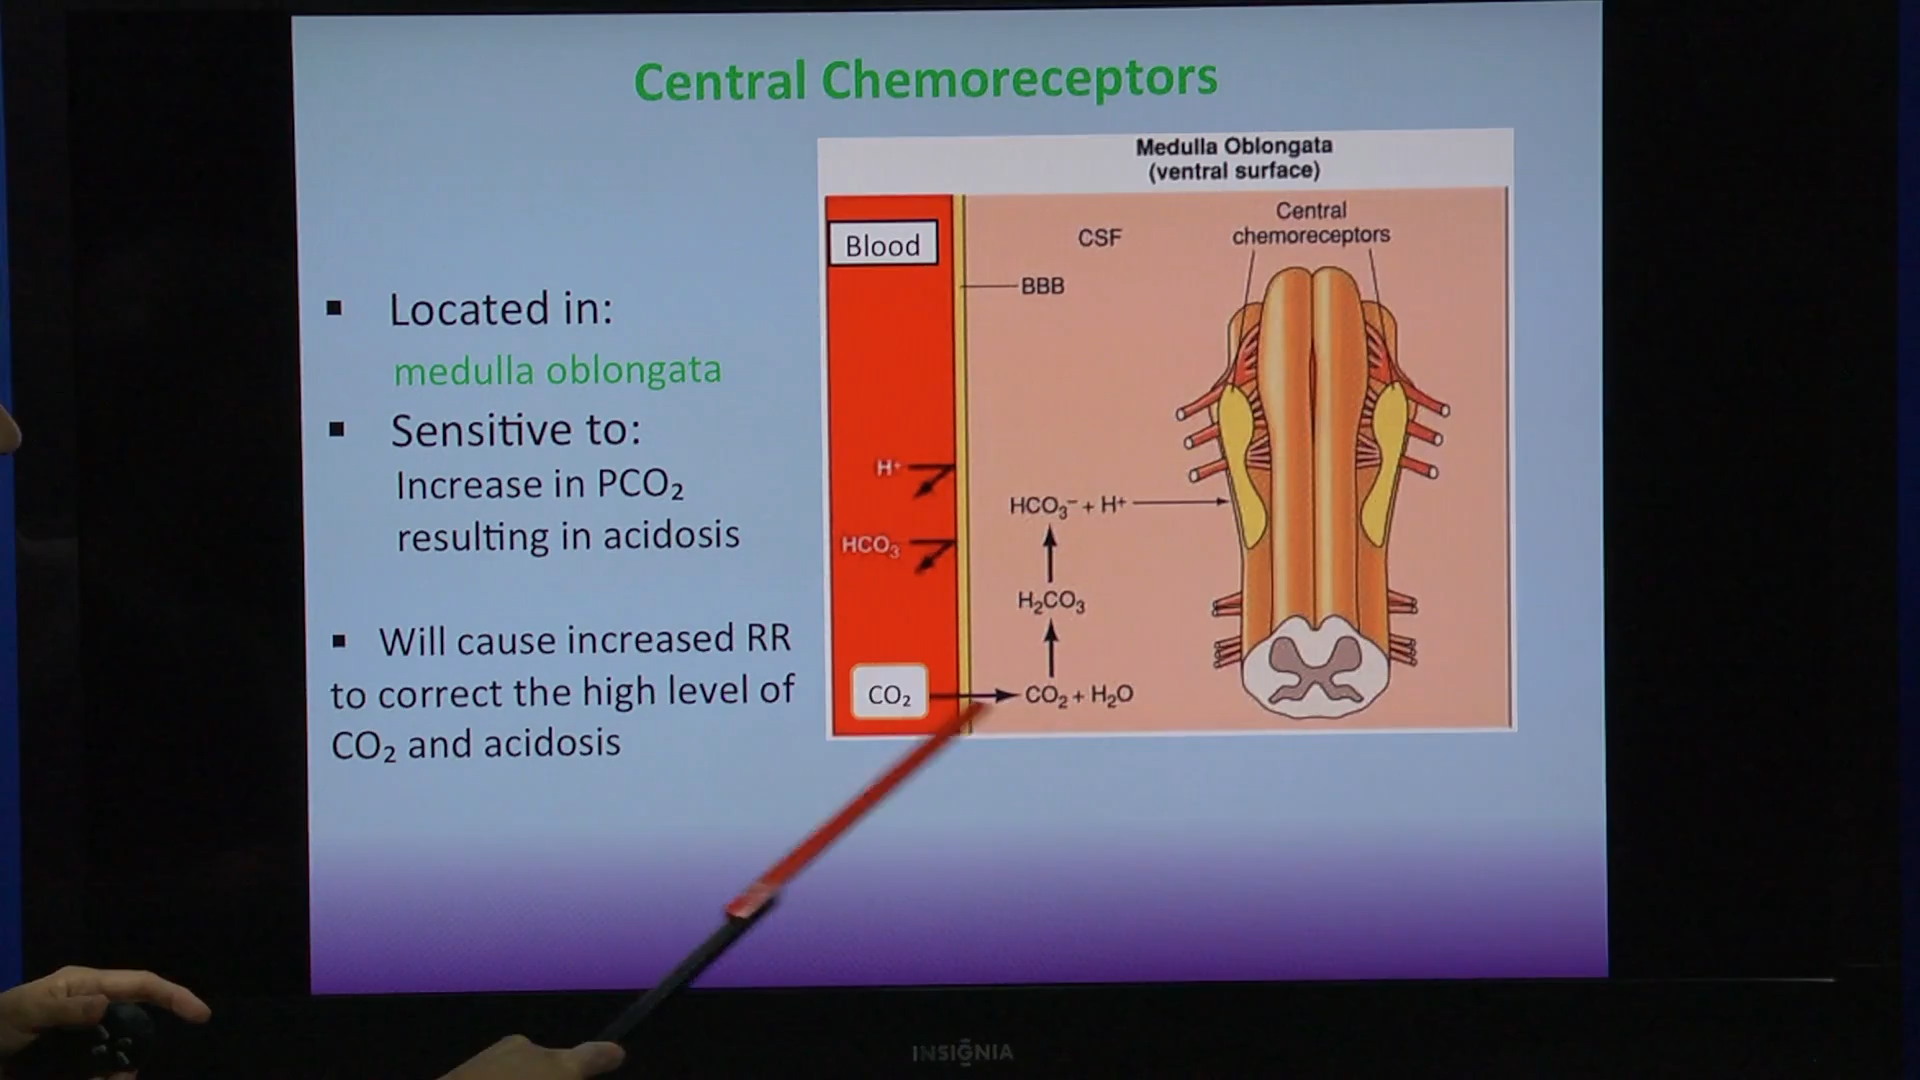 Central Chemoreceptors
▪ Located in:
medulla oblongata
▪ Sensitive to:
Increase in PCO₂
resulting in acidosis
▪ Will cause increased RR
to correct the high level of
CO₂ and acidosis
Medulla Oblongata
(ventral surface)
Blood
CSF
Central
chemoreceptors
BBB
H⁺
HCO₃⁻ + H⁺
HCO₃
H₂CO₃
CO₂
CO₂ + H₂O
INSIGNIA